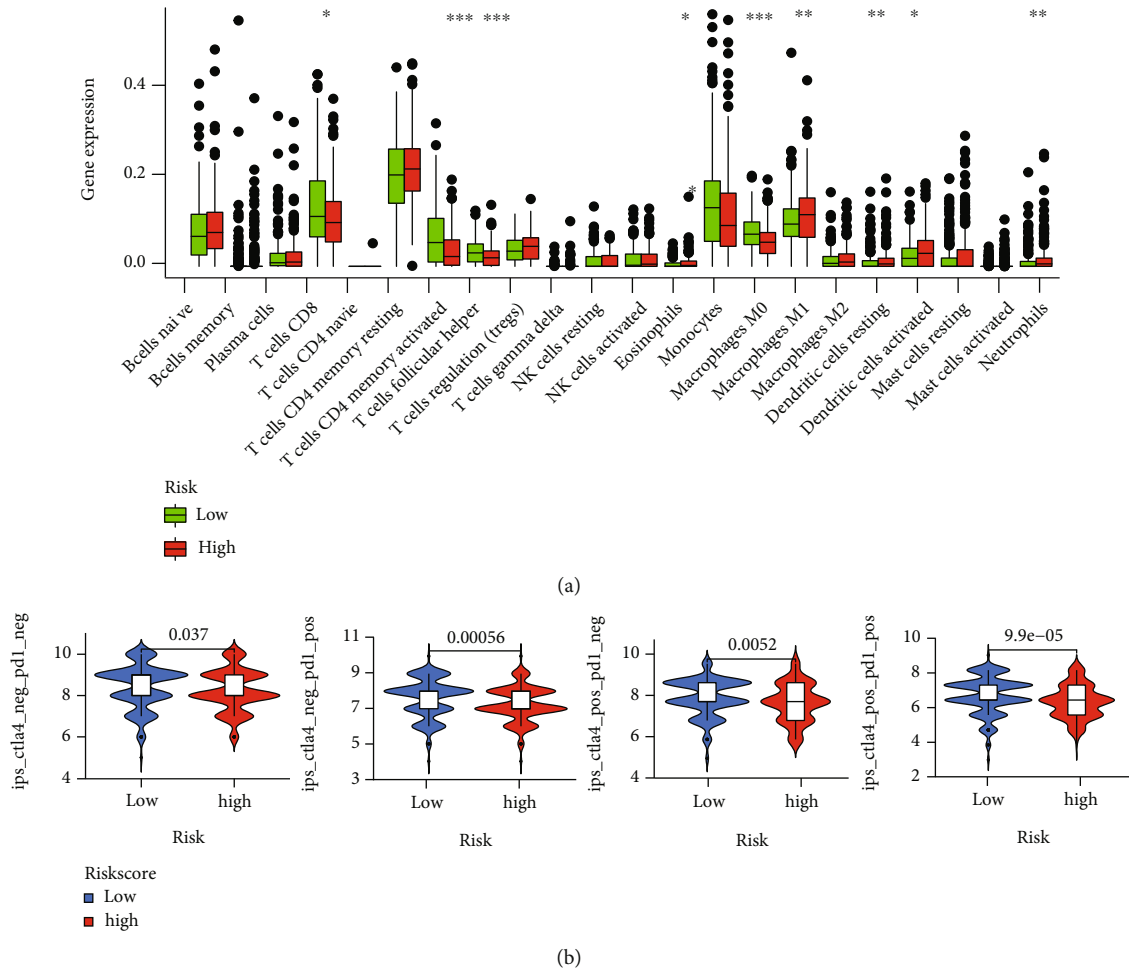 * *** *** * *** ** ** * **
Gene expression
0.4
0.2
0.0
*
Bcells nai ve
Bcells memory
Plasma cells
T cells CD8
T cells CD4 navie
T cells CD4 memory resting
T cells CD4 memory activated
T cells follicular helper
T cells regulation (tregs)
T cells gamma delta
NK cells resting
NK cells activated
Eosinophils
Monocytes
Macrophages M0
Macrophages M1
Macrophages M2
Dendritic cells resting
Dendritic cells activated
Mast cells resting
Mast cells activated
Neutrophils
Risk
Low
High
(a)
ips_ctla4_neg_pd1_neg
10
8
6
4
0.037
Low high
Risk
ips_ctla4_neg_pd1_pos
11
9
7
5
3
0.00056
Low high
Risk
ips_ctla4_pos_pd1_neg
10
8
6
4
0.0052
Low high
Risk
ips_ctla4_pos_pd1_pos
10
8
6
4
2
9.9e−05
Low high
Risk
Riskscore
Low
high
(b)